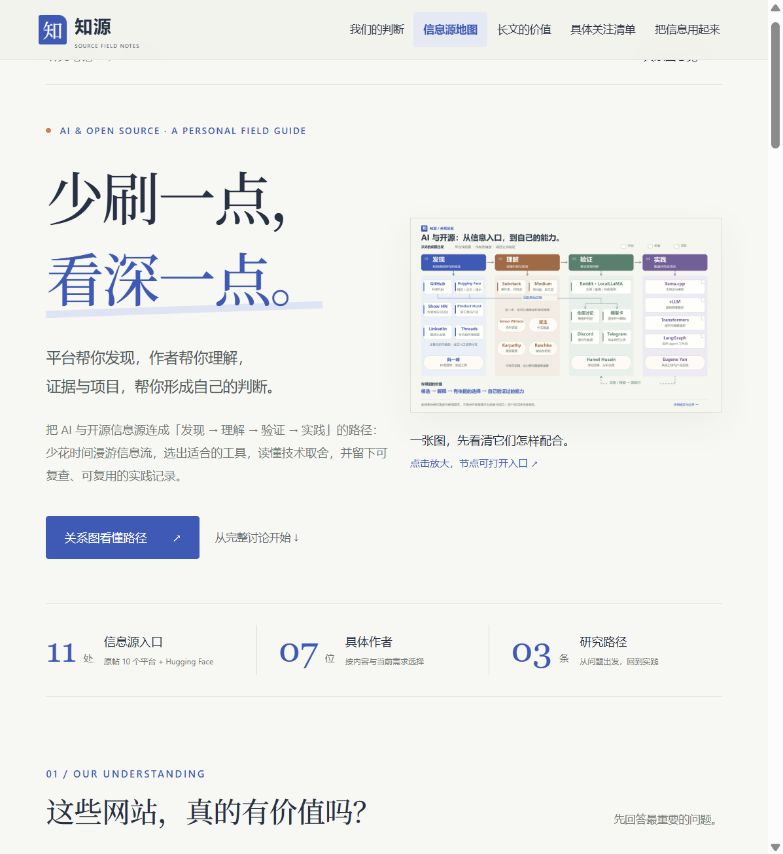 知
知源
SOURCE FIELD NOTES
我们的判断
信息源地图
长文的价值
具体关注清单
把信息用起来
AI & OPEN SOURCE · A PERSONAL FIELD GUIDE
少刷一点，
看深一点。
平台帮你发现，作者帮你理解，
证据与项目，帮你形成自己的判断。
把 AI 与开源信息源连成「发现 → 理解 → 验证 → 实践」的路径：
少花时间漫游信息流，选出适合的工具，读懂技术取舍，并留下可
复查、可复用的实践记录。
关系图看懂路径 ↗
从完整讨论开始 ↓
AI 与开源：从信息入口，到自己的能力。
发现
理解
验证
实践
GitHub
Hugging Face
Substack
Medium
Reddit · LocalLLaMA
llama.cpp
Show HN
Product Hunt
vLLM
LinkedIn
Threads
Transformers
Discord
Telegram
LangGraph
Karpathy
Raschka
Hamel Husain
Eugene Yan
一张图，先看清它们怎样配合。
点击放大，节点可打开入口 ↗
11 处
信息源入口
原帖 10 个平台 + Hugging Face
07 位
具体作者
按内容与当前需求选择
03 条
研究路径
从问题出发，回到实践
01 / OUR UNDERSTANDING
这些网站，真的有价值吗？
先回答最重要的问题。